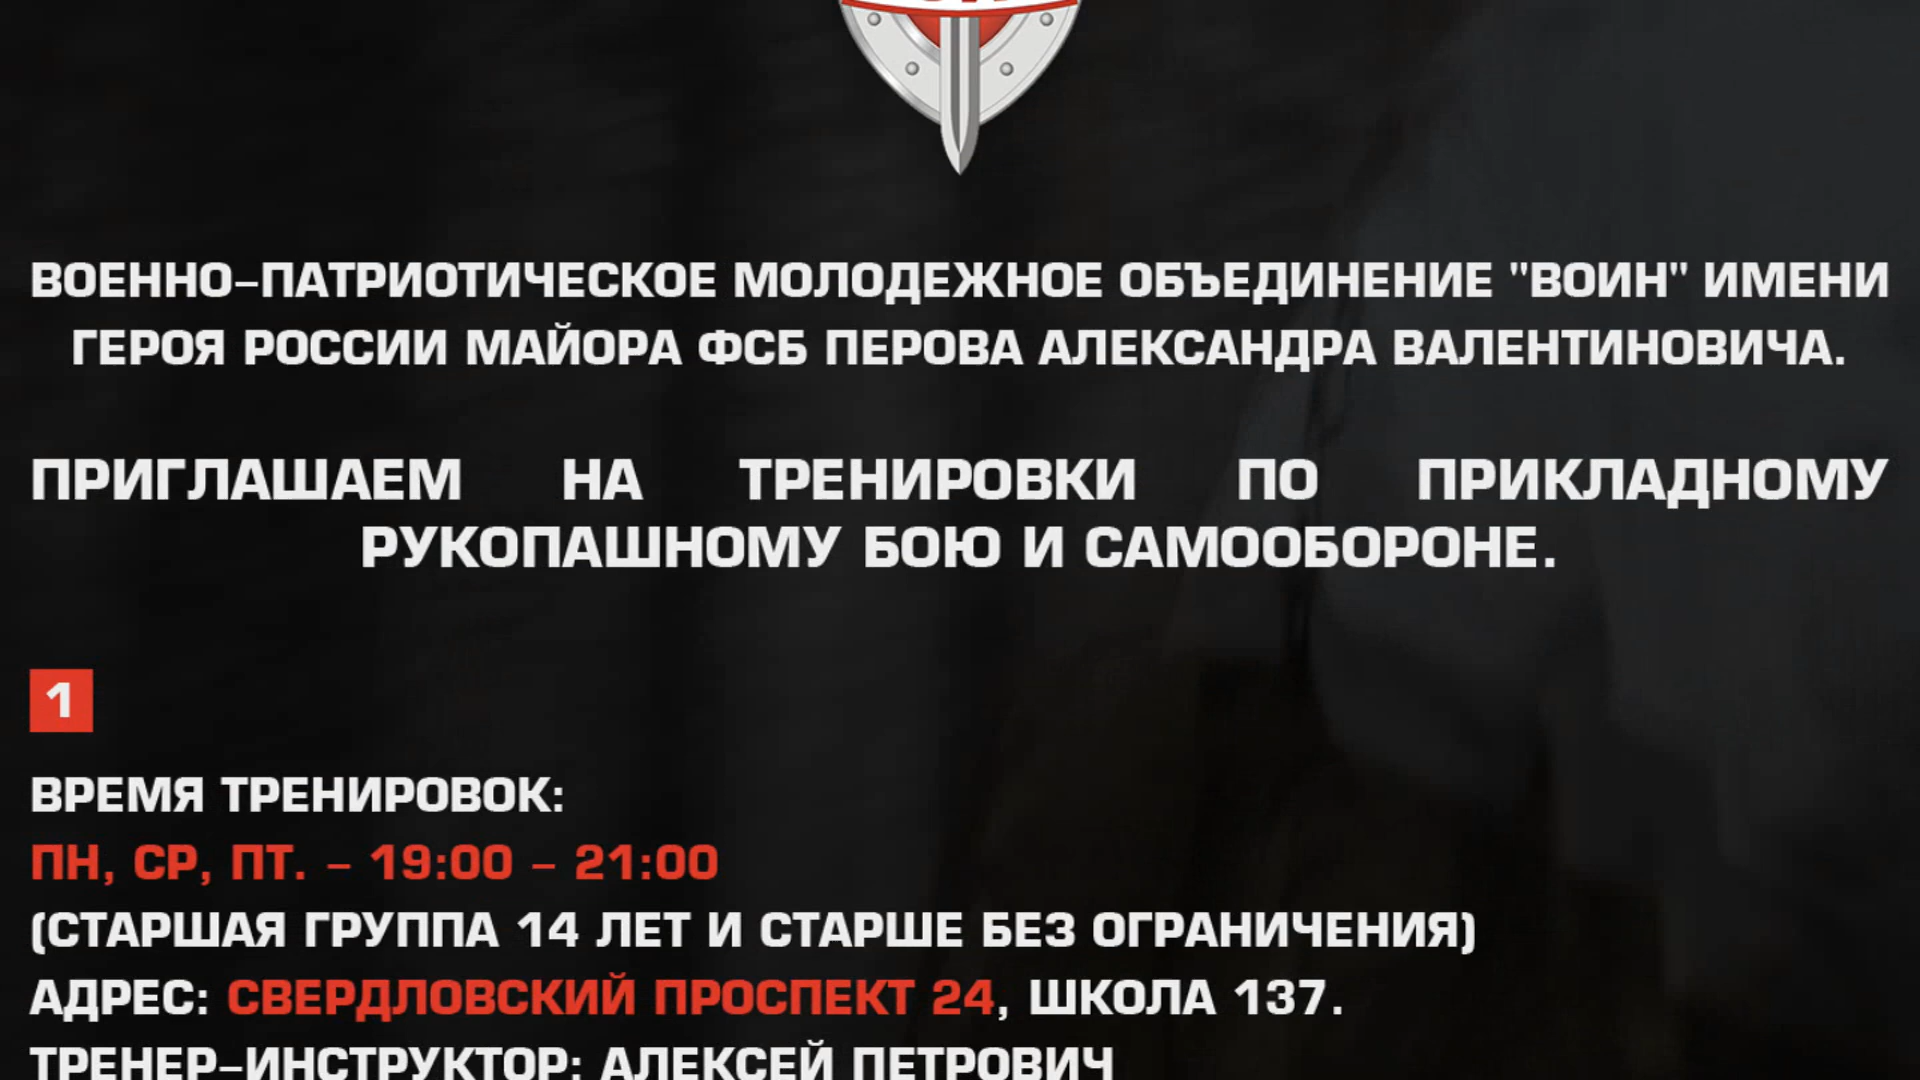 ВОЕННО-ПАТРИОТИЧЕСКОЕ МОЛОДЕЖНОЕ ОБЪЕДИНЕНИЕ "ВОИН" ИМЕНИ
ГЕРОЯ РОССИИ МАЙОРА ФСБ ПЕРОВА АЛЕКСАНДРА ВАЛЕНТИНОВИЧА.
ПРИГЛАШАЕМ НА ТРЕНИРОВКИ ПО ПРИКЛАДНОМУ
РУКОПАШНОМУ БОЮ И САМООБОРОНЕ.
1
ВРЕМЯ ТРЕНИРОВОК:
ПН, СР, ПТ. - 19:00 - 21:00
(СТАРШАЯ ГРУППА 14 ЛЕТ И СТАРШЕ БЕЗ ОГРАНИЧЕНИЯ)
АДРЕС: СВЕРДЛОВСКИЙ ПРОСПЕКТ 24, ШКОЛА 137.
ТРЕНЕР-ИНСТРУКТОР: АЛЕКСЕЙ ПЕТРОВИЧ